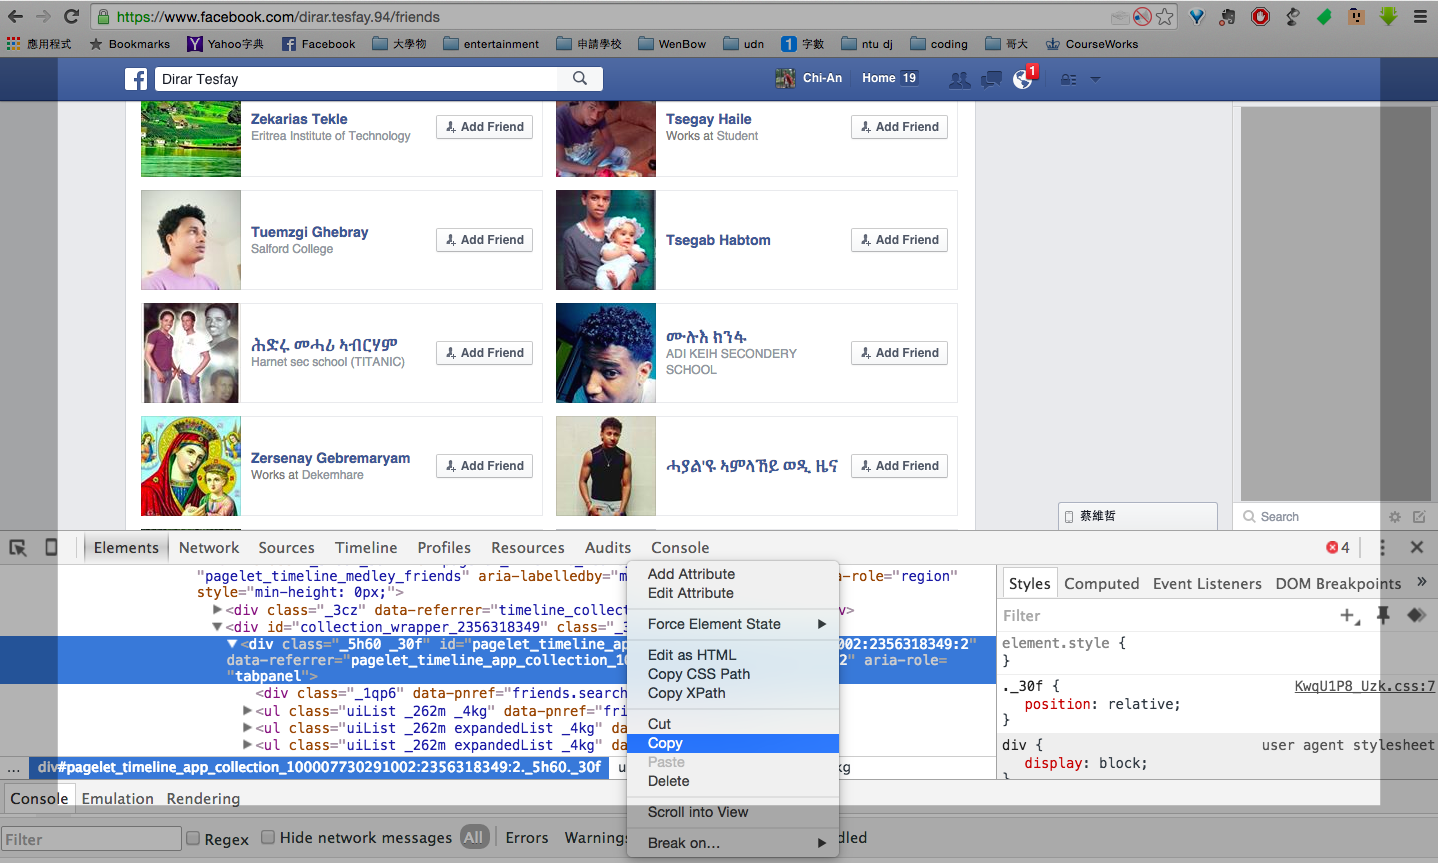 https://www.facebook.com/dirar.tesfay.94/friends
應用程式 Bookmarks Yahoo字典 Facebook 大學物 entertainment 申請學校 WenBow udn 1 字數 ntu dj coding 哥大 CourseWorks
Dirar Tesfay Chi-An Home 19 1
Zekarias Tekle
Eritrea Institute of Technology
Add Friend
Tsegay Haile
Works at Student
Add Friend
Tuemzgi Ghebray
Salford College
Add Friend
Tsegab Habtom
Add Friend
ሕድሩ መሓሪ ኣብርሃም
Harnet sec school (TITANIC)
Add Friend
ሙሉእ ክንፋ
ADI KEIH SECONDERY
SCHOOL
Add Friend
Zersenay Gebremaryam
Works at Dekemhare
Add Friend
ሓያል'ዩ ኣምላኸይ ወዲ ዜና
Add Friend
蔡維哲
Search
Elements Network Sources Timeline Profiles Resources Audits Console 4
"pagelet_timeline_medley_friends" aria-labelledby="m a-role="region"
style="min-height: 0px;">
<div class="_3cz" data-referrer="timeline_collect v>
<div id="collection_wrapper_2356318349" class="_3
<div class="_5h60 _30f" id="pagelet_timeline_app 002:2356318349:2"
data-referrer="pagelet_timeline_app_collection_10 2" aria-role=
"tabpanel">
<div class="_1qp6" data-pnref="friends.search
<ul class="uiList _262m _4kg" data-pnref="fri
<ul class="uiList _262m expandedList _4kg" da
<ul class="uiList _262m expandedList _4kg" da
... div#pagelet_timeline_app_collection_100007730291002:2356318349:2._5h60._30f u kg
Add Attribute
Edit Attribute
Force Element State
Edit as HTML
Copy CSS Path
Copy XPath
Cut
Copy
Paste
Delete
Scroll into View
Break on...
Styles Computed Event Listeners DOM Breakpoints »
Filter
element.style {
}
._30f { KwqU1P8_Uzk.css:7
position: relative;
}
div { user agent stylesheet
display: block;
}
Console Emulation Rendering
Filter Regex Hide network messages All Errors Warnings dled